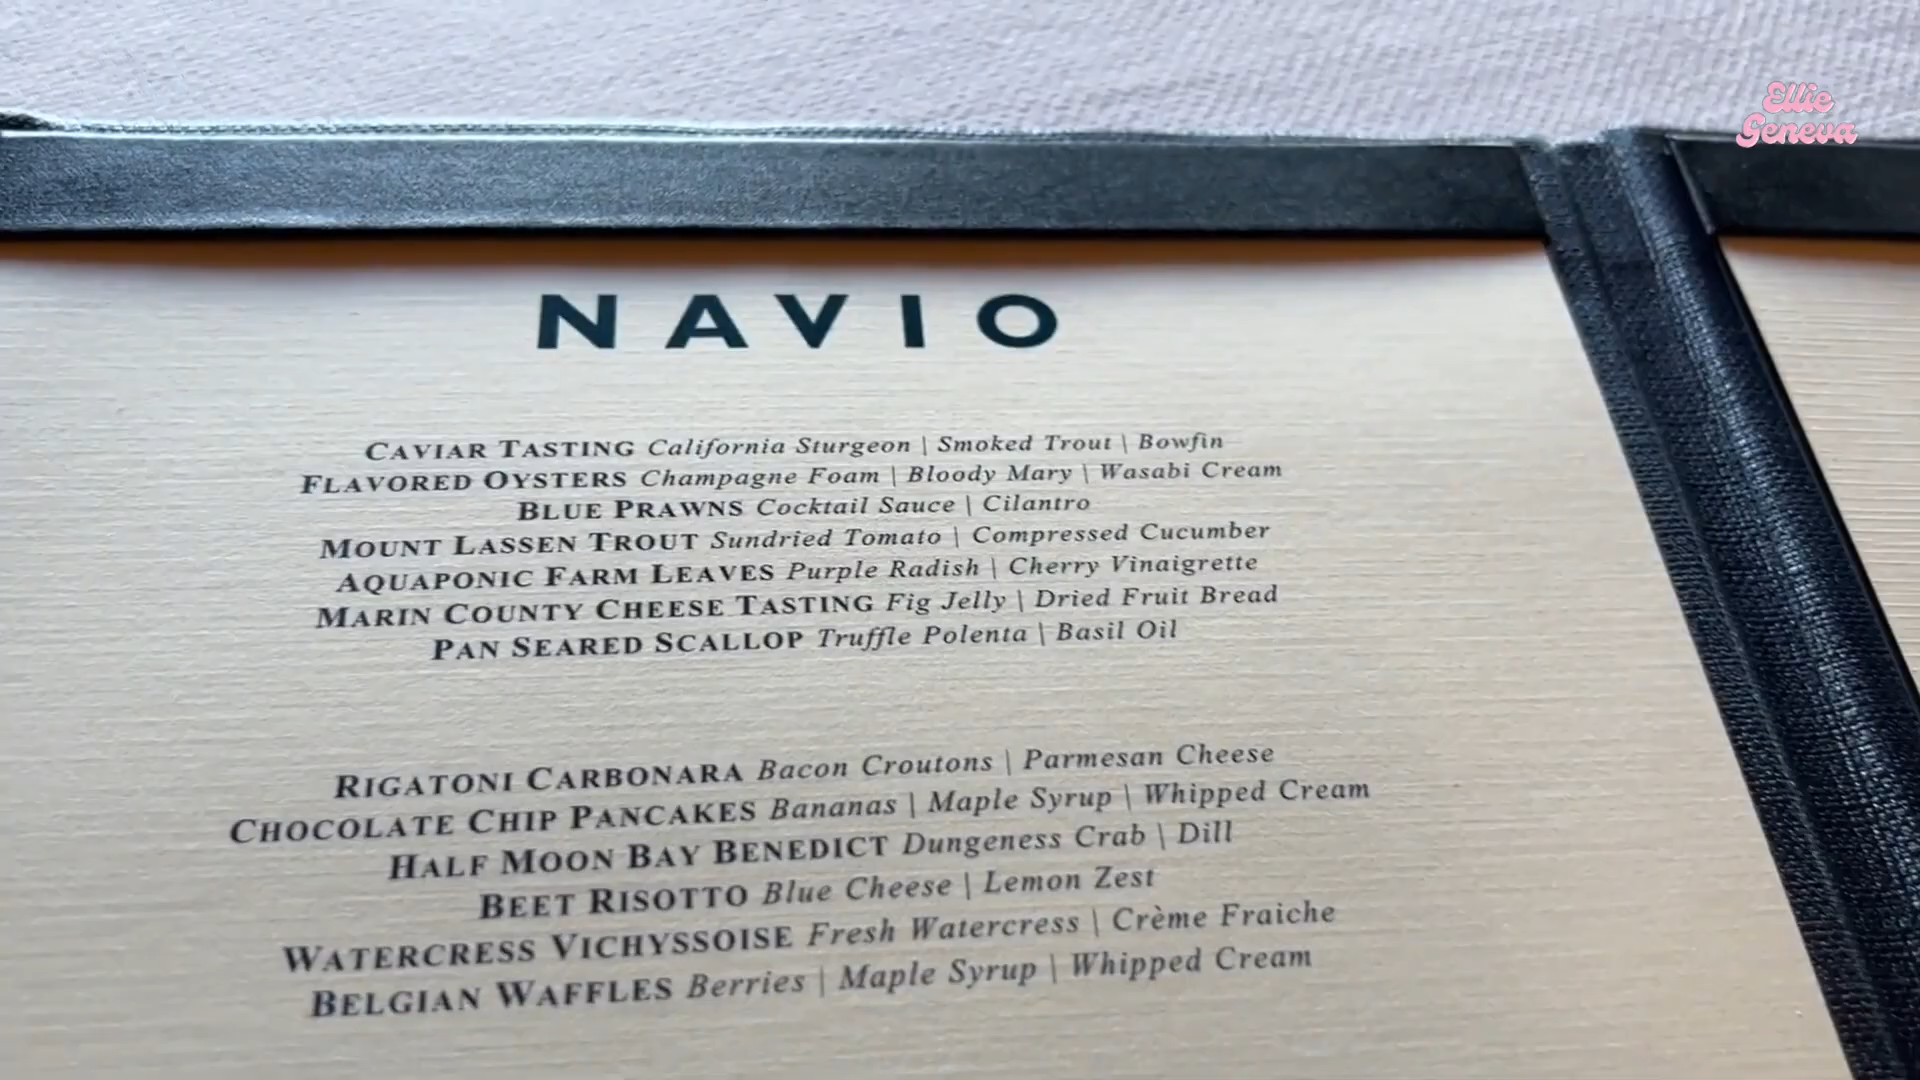 Ellie
Geneva
NAVIO
CAVIAR TASTING California Sturgeon | Smoked Trout | Bowfin
FLAVORED OYSTERS Champagne Foam | Bloody Mary | Wasabi Cream
BLUE PRAWNS Cocktail Sauce | Cilantro
MOUNT LASSEN TROUT Sundried Tomato | Compressed Cucumber
AQUAPONIC FARM LEAVES Purple Radish | Cherry Vinaigrette
MARIN COUNTY CHEESE TASTING Fig Jelly | Dried Fruit Bread
PAN SEARED SCALLOP Truffle Polenta | Basil Oil
RIGATONI CARBONARA Bacon Croutons | Parmesan Cheese
CHOCOLATE CHIP PANCAKES Bananas | Maple Syrup | Whipped Cream
HALF MOON BAY BENEDICT Dungeness Crab | Dill
BEET RISOTTO Blue Cheese | Lemon Zest
WATERCRESS VICHYSSOISE Fresh Watercress | Crème Fraiche
BELGIAN WAFFLES Berries | Maple Syrup | Whipped Cream